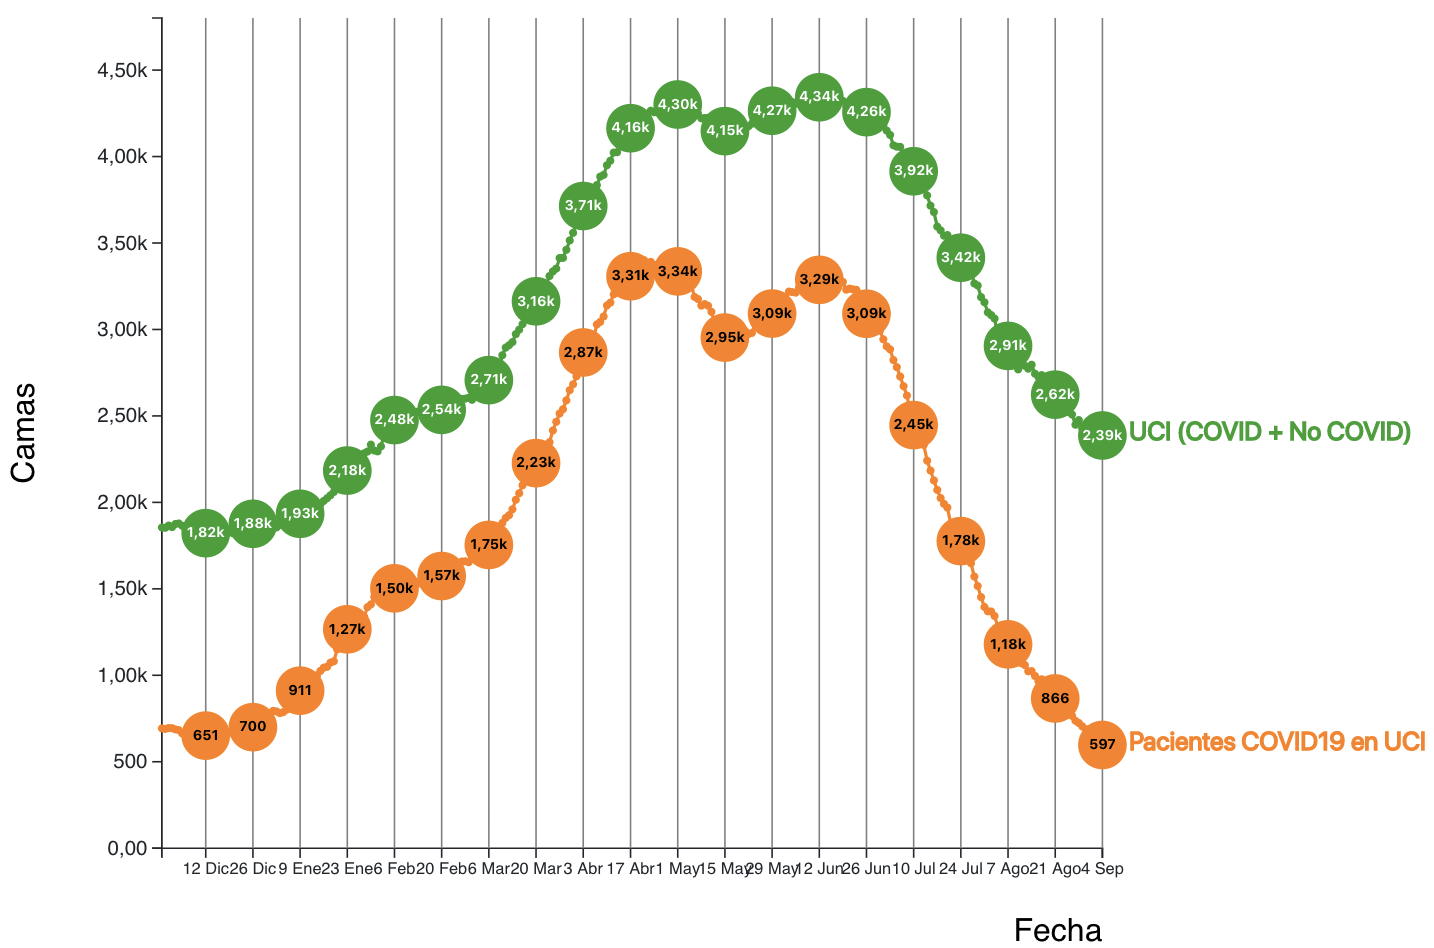 4,50k
4,00k
3,50k
3,00k
2,50k
2,00k
1,50k
1,00k
500
0,00
Camas
1,82k
1,88k
1,93k
2,18k
2,48k
2,54k
2,71k
3,16k
3,71k
4,16k
4,30k
4,15k
4,27k
4,34k
4,26k
3,92k
3,42k
2,91k
2,62k
2,39k
UCI (COVID + No COVID)
651
700
911
1,27k
1,50k
1,57k
1,75k
2,23k
2,87k
3,31k
3,34k
2,95k
3,09k
3,29k
3,09k
2,45k
1,78k
1,18k
866
597
Pacientes COVID19 en UCI
12 Dic
26 Dic
9 Ene
23 Ene
6 Feb
20 Feb
6 Mar
20 Mar
3 Abr
17 Abr
1 May
15 May
29 May
12 Jun
26 Jun
10 Jul
24 Jul
7 Ago
21 Ago
4 Sep
Fecha